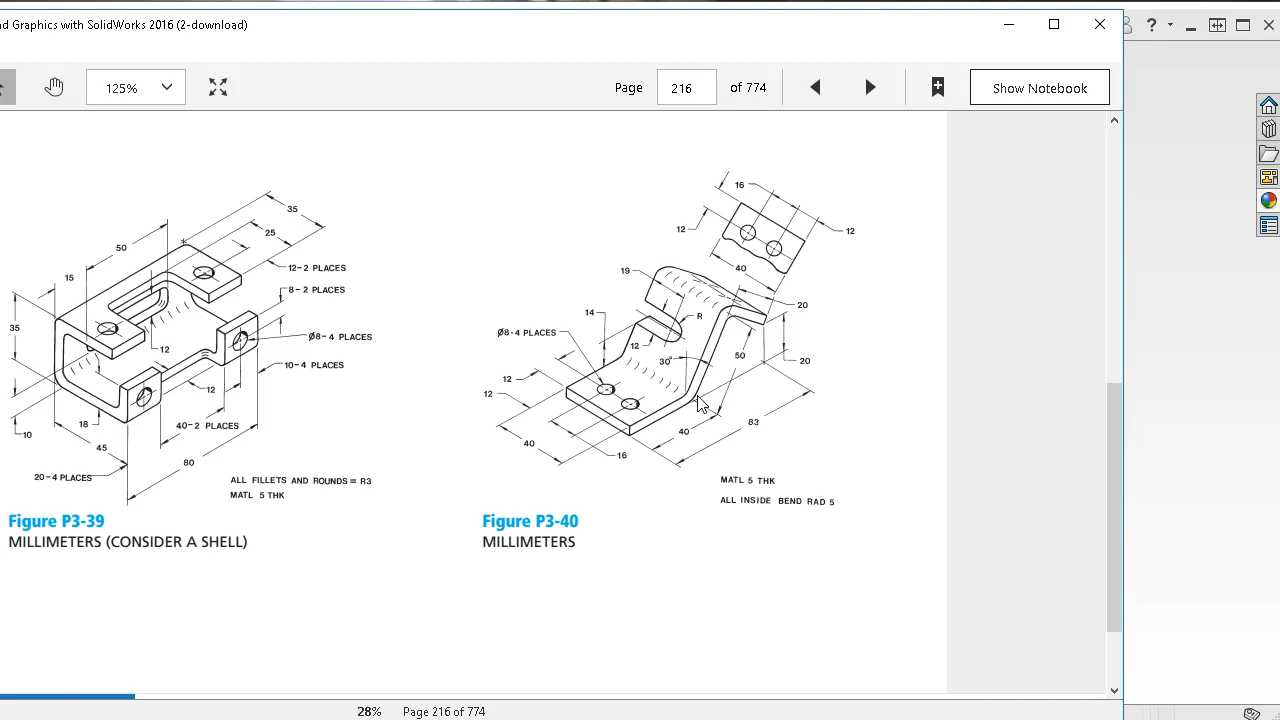 nd Graphics with SolidWorks 2016 (2-download)
?
125%
Page 216 of 774
Show Notebook
35
25
50
15
12-2 PLACES
8-2 PLACES
35
Ø8-4 PLACES
12
10-4 PLACES
12
18
10
40-2 PLACES
45
80
20-4 PLACES
ALL FILLETS AND ROUNDS = R3
MATL 5 THK
Figure P3-39
MILLIMETERS (CONSIDER A SHELL)
16
12
12
40
19
20
14
R
Ø8-4 PLACES
12
30°
50
20
12
12
83
40
40
16
MATL 5 THK
ALL INSIDE BEND RAD 5
Figure P3-40
MILLIMETERS
28%
Page 216 of 774